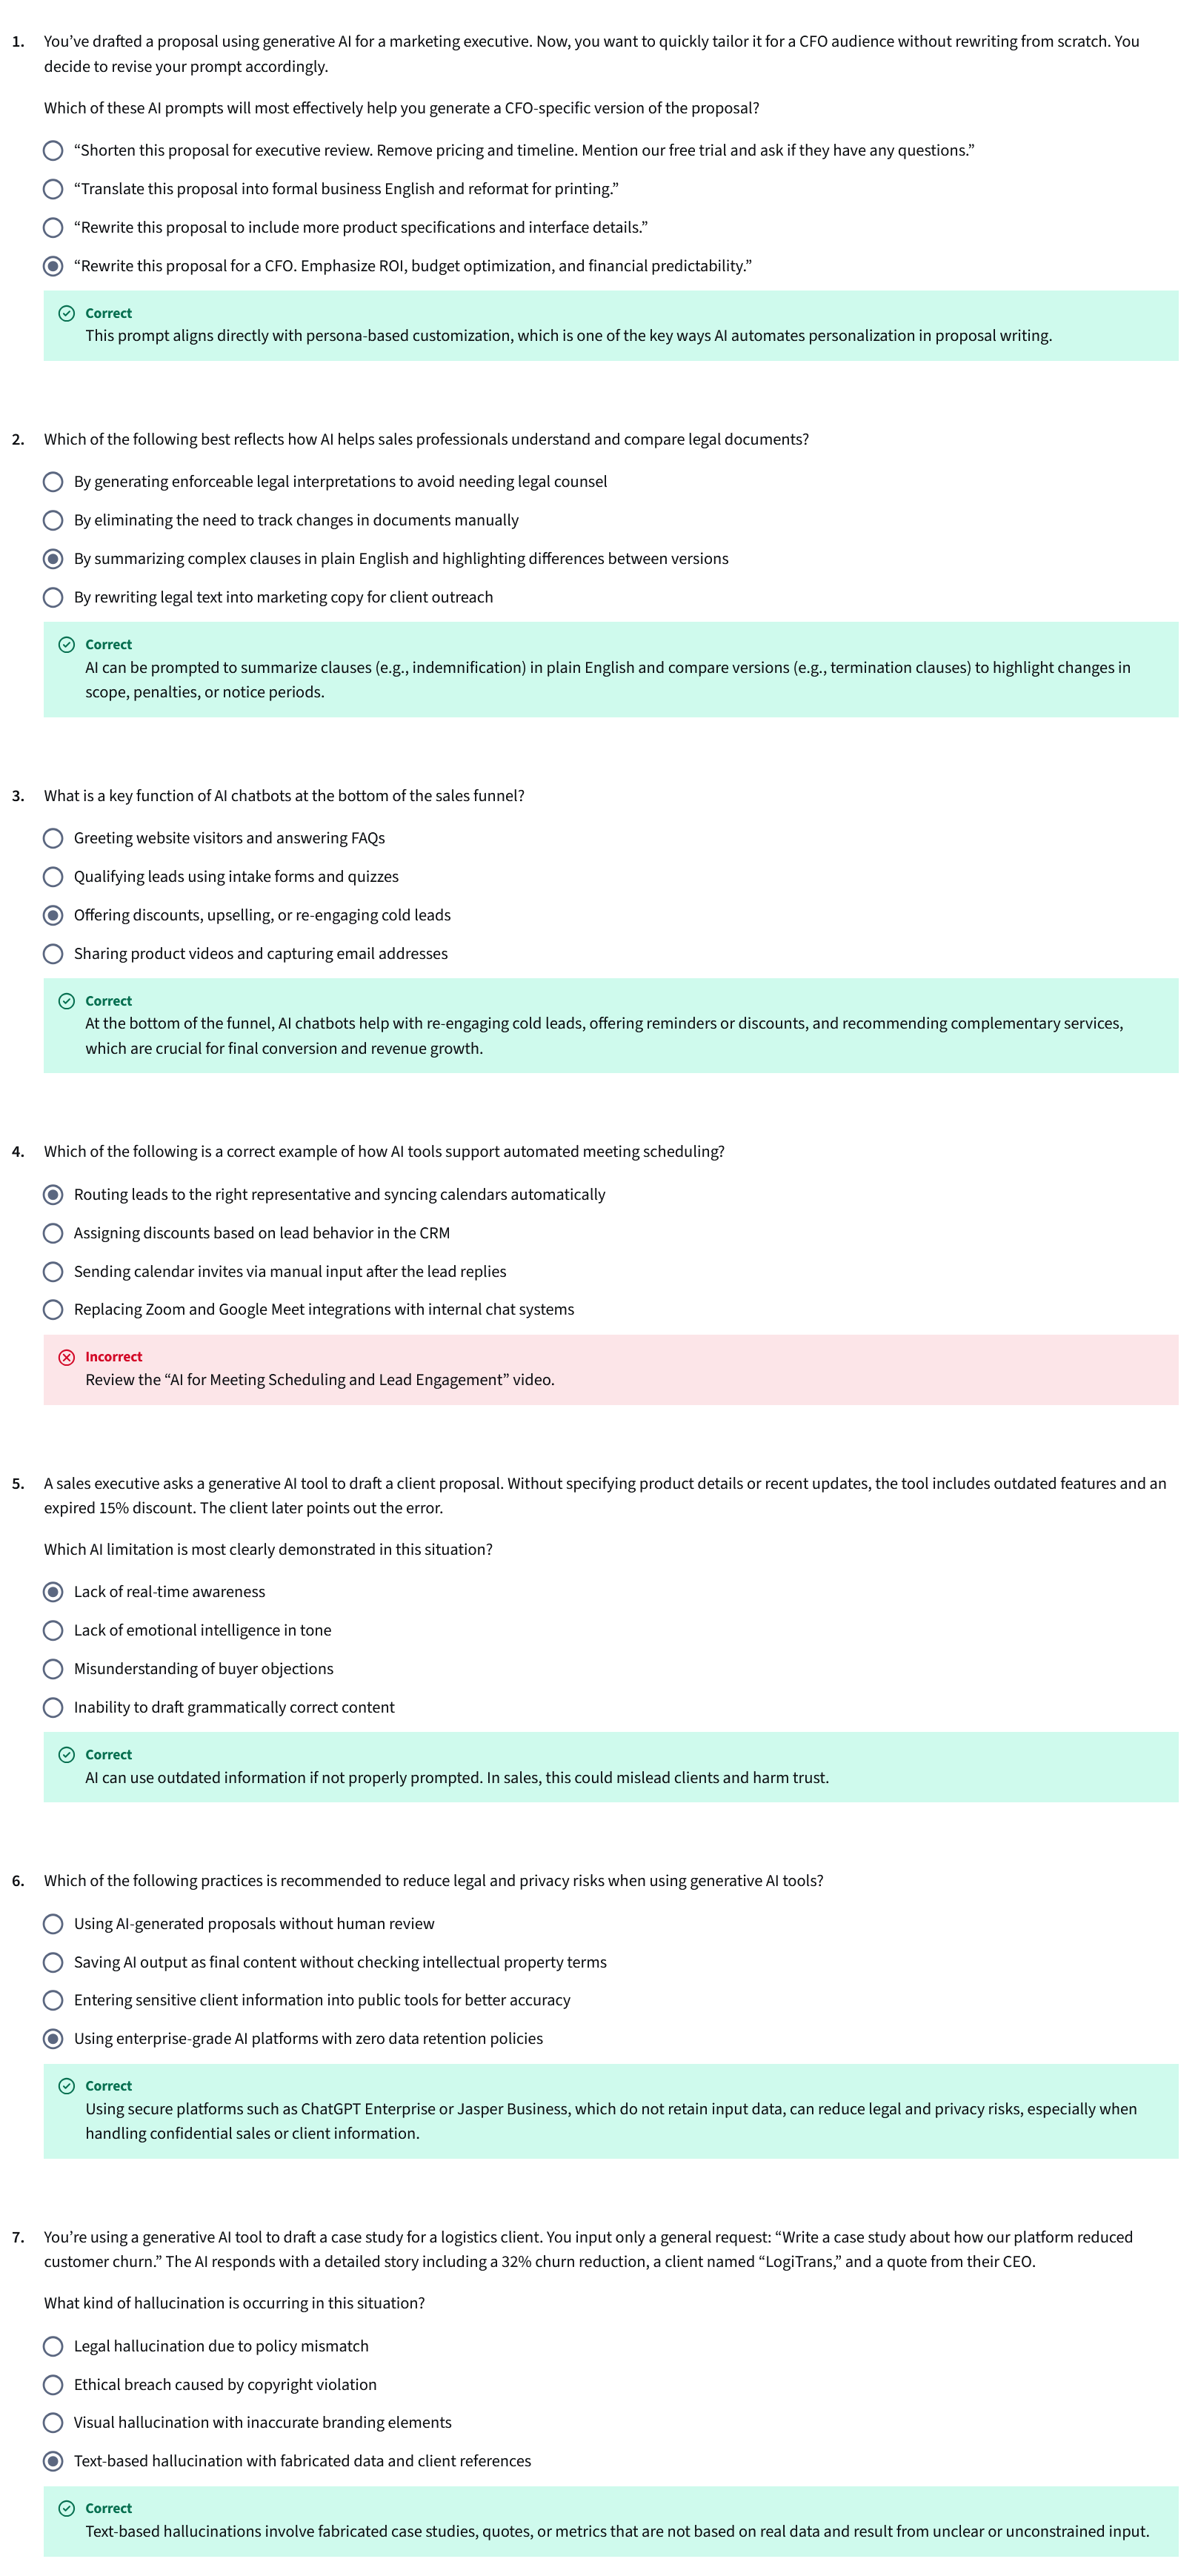 1. You’ve drafted a proposal using generative AI for a marketing executive. Now, you want to quickly tailor it for a CFO audience without rewriting from scratch. You
decide to revise your prompt accordingly.
Which of these AI prompts will most effectively help you generate a CFO-specific version of the proposal?
“Shorten this proposal for executive review. Remove pricing and timeline. Mention our free trial and ask if they have any questions.”
“Translate this proposal into formal business English and reformat for printing.”
“Rewrite this proposal to include more product specifications and interface details.”
“Rewrite this proposal for a CFO. Emphasize ROI, budget optimization, and financial predictability.”
Correct
This prompt aligns directly with persona-based customization, which is one of the key ways AI automates personalization in proposal writing.
2. Which of the following best reflects how AI helps sales professionals understand and compare legal documents?
By generating enforceable legal interpretations to avoid needing legal counsel
By eliminating the need to track changes in documents manually
By summarizing complex clauses in plain English and highlighting differences between versions
By rewriting legal text into marketing copy for client outreach
Correct
AI can be prompted to summarize clauses (e.g., indemnification) in plain English and compare versions (e.g., termination clauses) to highlight changes in
scope, penalties, or notice periods.
3. What is a key function of AI chatbots at the bottom of the sales funnel?
Greeting website visitors and answering FAQs
Qualifying leads using intake forms and quizzes
Offering discounts, upselling, or re-engaging cold leads
Sharing product videos and capturing email addresses
Correct
At the bottom of the funnel, AI chatbots help with re-engaging cold leads, offering reminders or discounts, and recommending complementary services,
which are crucial for final conversion and revenue growth.
4. Which of the following is a correct example of how AI tools support automated meeting scheduling?
Routing leads to the right representative and syncing calendars automatically
Assigning discounts based on lead behavior in the CRM
Sending calendar invites via manual input after the lead replies
Replacing Zoom and Google Meet integrations with internal chat systems
Incorrect
Review the “AI for Meeting Scheduling and Lead Engagement” video.
5. A sales executive asks a generative AI tool to draft a client proposal. Without specifying product details or recent updates, the tool includes outdated features and an
expired 15% discount. The client later points out the error.
Which AI limitation is most clearly demonstrated in this situation?
Lack of real-time awareness
Lack of emotional intelligence in tone
Misunderstanding of buyer objections
Inability to draft grammatically correct content
Correct
AI can use outdated information if not properly prompted. In sales, this could mislead clients and harm trust.
6. Which of the following practices is recommended to reduce legal and privacy risks when using generative AI tools?
Using AI-generated proposals without human review
Saving AI output as final content without checking intellectual property terms
Entering sensitive client information into public tools for better accuracy
Using enterprise-grade AI platforms with zero data retention policies
Correct
Using secure platforms such as ChatGPT Enterprise or Jasper Business, which do not retain input data, can reduce legal and privacy risks, especially when
handling confidential sales or client information.
7. You’re using a generative AI tool to draft a case study for a logistics client. You input only a general request: “Write a case study about how our platform reduced
customer churn.” The AI responds with a detailed story including a 32% churn reduction, a client named “LogiTrans,” and a quote from their CEO.
What kind of hallucination is occurring in this situation?
Legal hallucination due to policy mismatch
Ethical breach caused by copyright violation
Visual hallucination with inaccurate branding elements
Text-based hallucination with fabricated data and client references
Correct
Text-based hallucinations involve fabricated case studies, quotes, or metrics that are not based on real data and result from unclear or unconstrained input.